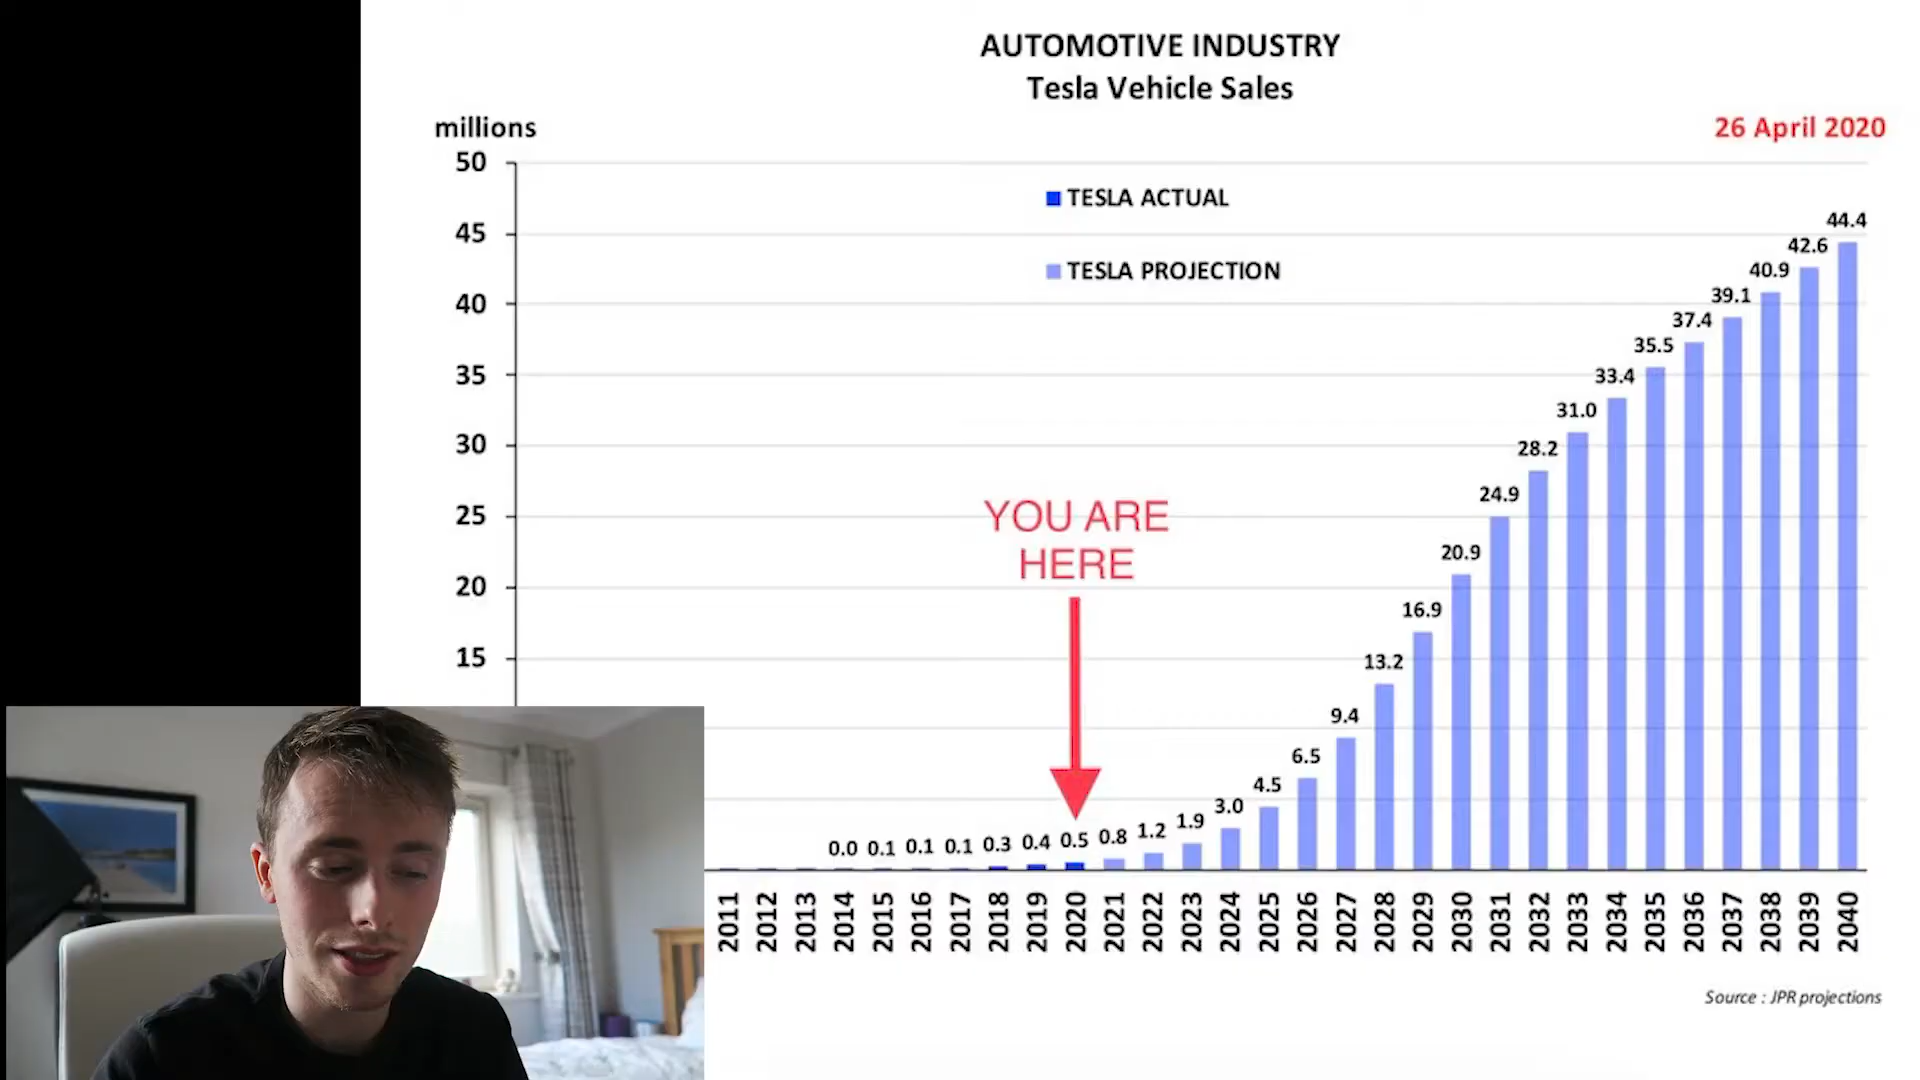 AUTOMOTIVE INDUSTRY
Tesla Vehicle Sales
millions
26 April 2020
50
TESLA ACTUAL
44.4
45
42.6
TESLA PROJECTION
40.9
40
39.1
37.4
35
35.5
33.4
31.0
30
28.2
25
24.9
YOU ARE
HERE
20
20.9
16.9
15
13.2
9.4
6.5
4.5
0.0 0.1 0.1 0.1 0.3 0.4 0.5 0.8 1.2 1.9 3.0
2011 2012 2013 2014 2015 2016 2017 2018 2019 2020 2021 2022 2023 2024 2025 2026 2027 2028 2029 2030 2031 2032 2033 2034 2035 2036 2037 2038 2039 2040
Source : JPR projections